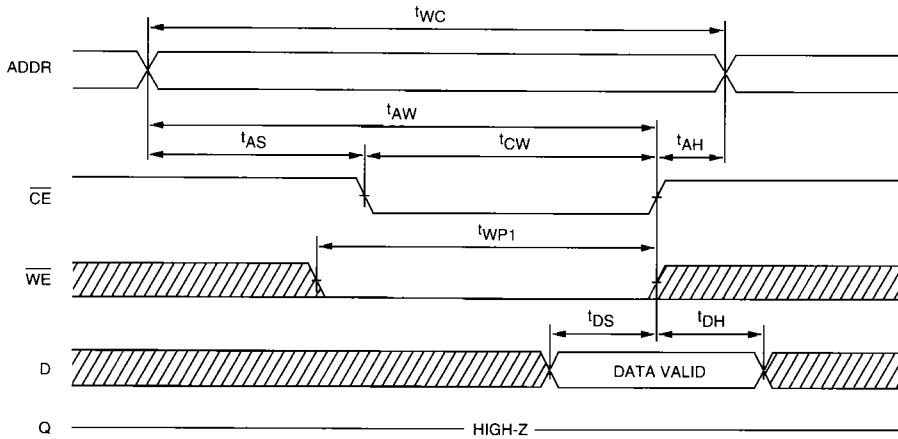 tWC
ADDR
tAW
tAS
tCW
tAH
CE
tWP1
WE
tDS
tDH
D
DATA VALID
Q
HIGH-Z